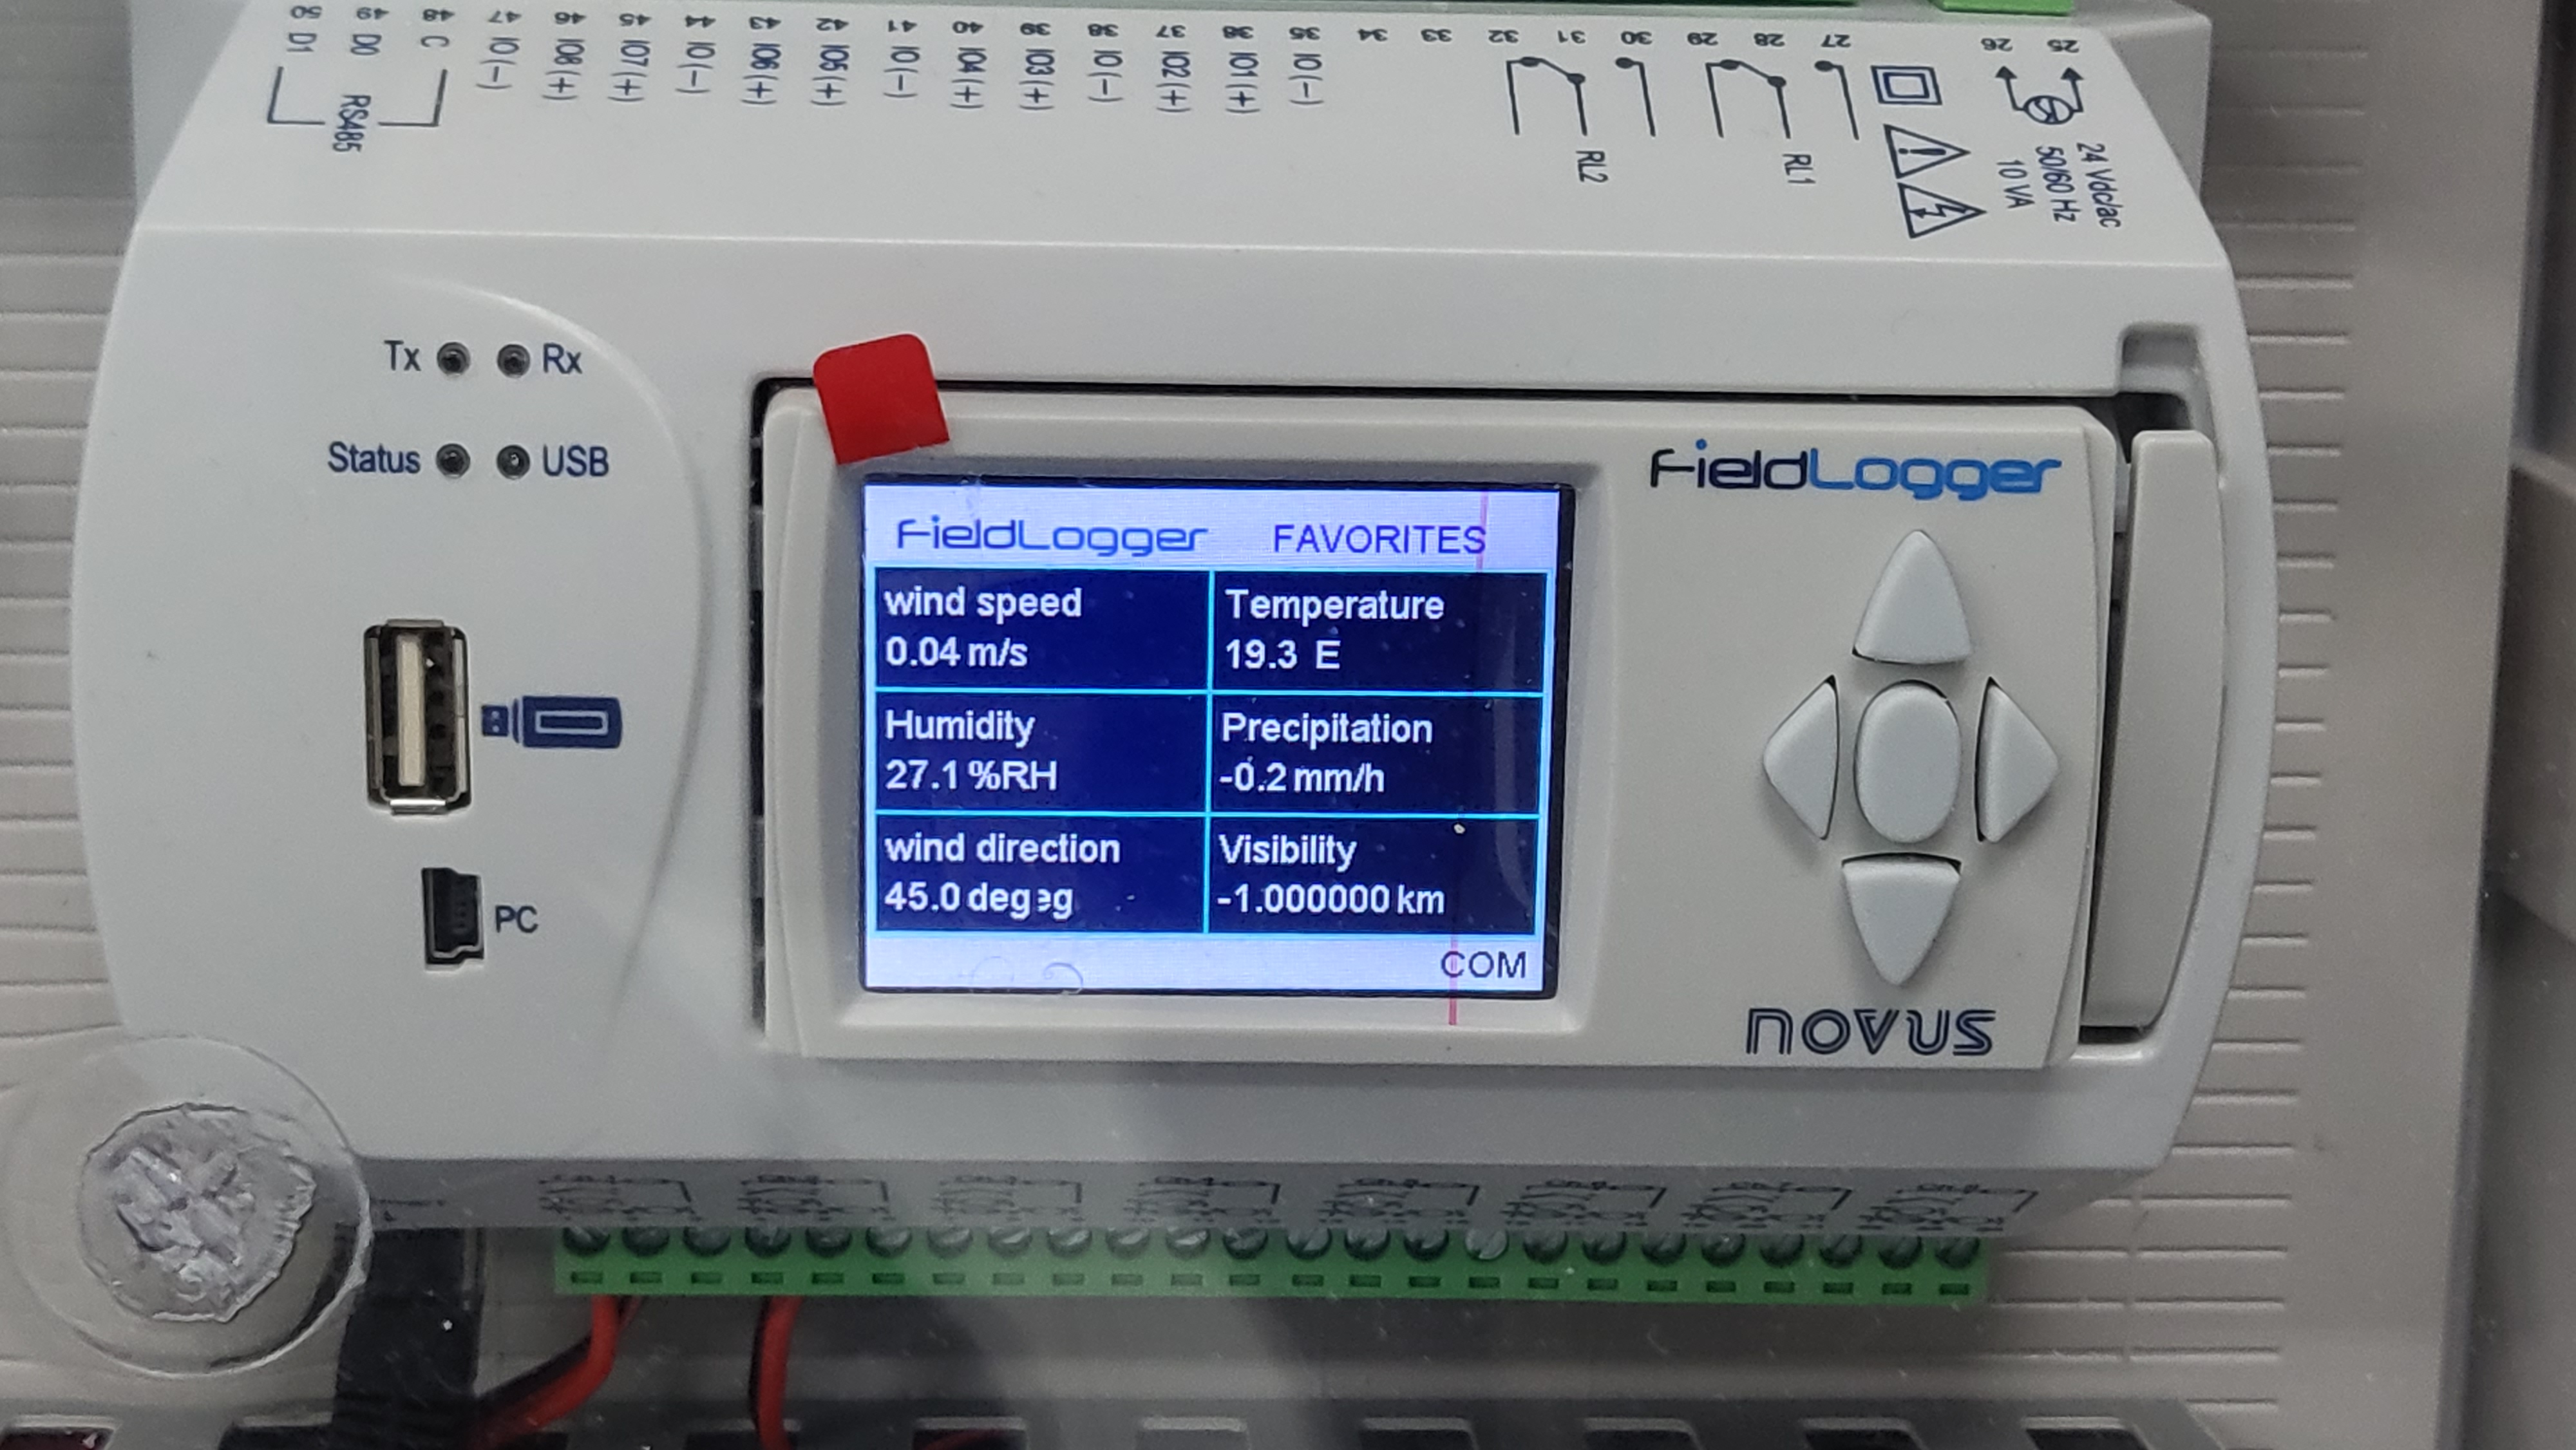 50 49 48 47 46 45 44 43 42 41 40 39 38 37 36 35 34 33 32 31 30 29 28 27 26 25
D1 D0 C IO(-) IO8(+) IO7(+) IO(-) IO6(+) IO5(+) IO(-) IO4(+) IO3(+) IO(-) IO2(+) IO1(+) IO(-)
RS485
RL2
RL1
24 Vdc/ac
50/60 Hz
10 VA
Tx Rx
Status USB
PC
FieldLogger
FieldLogger FAVORITES
wind speed
0.04 m/s
Temperature
19.3 E
Humidity
27.1 %RH
Precipitation
-0.2 mm/h
wind direction
45.0 deg eg
Visibility
-1.000000 km
COM
NOVUS